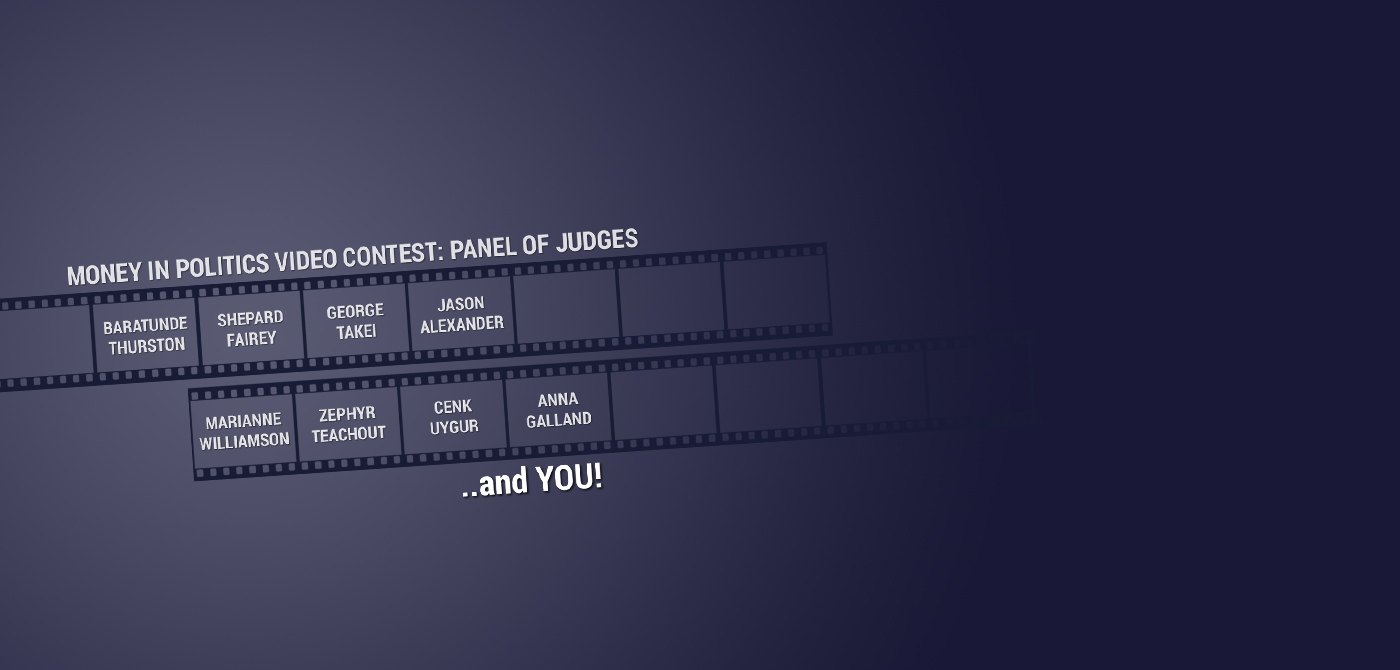 MONEY IN POLITICS VIDEO CONTEST: PANEL OF JUDGES
BARATUNDE
THURSTON
SHEPARD
FAIREY
GEORGE
TAKEI
JASON
ALEXANDER
MARIANNE
WILLIAMSON
ZEPHYR
TEACHOUT
CENK
UYGUR
ANNA
GALLAND
..and YOU!